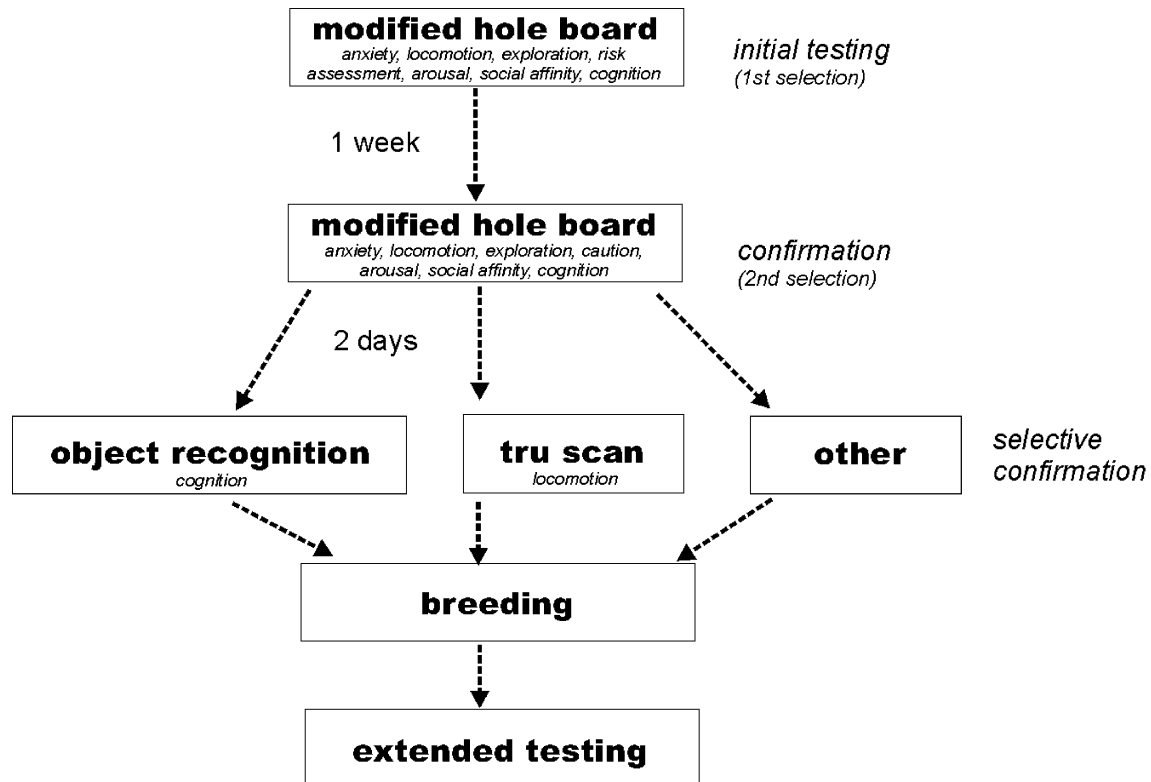 modified hole board
anxiety, locomotion, exploration, risk
assessment, arousal, social affinity, cognition
initial testing
(1st selection)
1 week
modified hole board
anxiety, locomotion, exploration, caution,
arousal, social affinity, cognition
confirmation
(2nd selection)
2 days
object recognition
cognition
tru scan
locomotion
other
selective
confirmation
breeding
extended testing